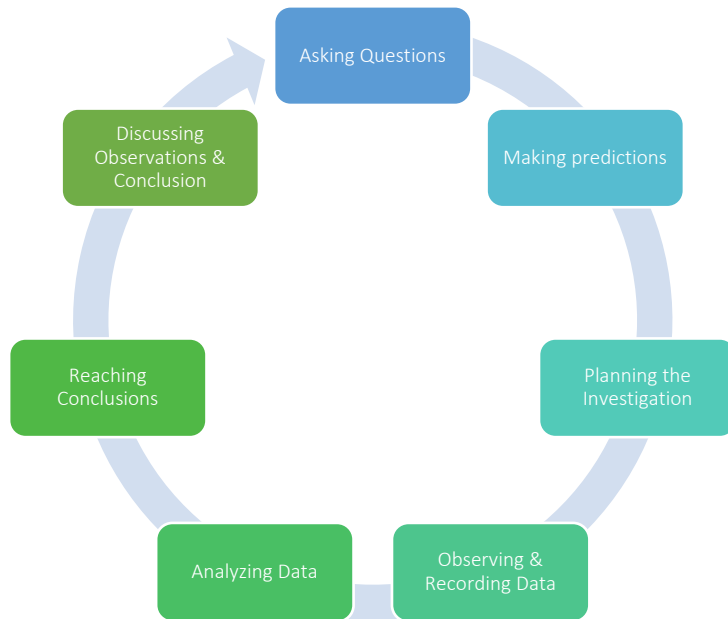 Asking Questions
Making predictions
Planning the
Investigation
Observing &
Recording Data
Analyzing Data
Reaching
Conclusions
Discussing
Observations &
Conclusion